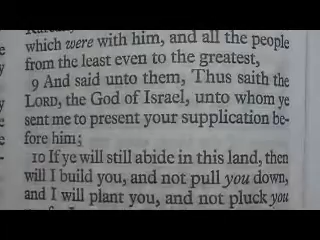 which were with him, and all the people
from the least even to the greatest,
9 And said unto them, Thus saith the
LORD, the God of Israel, unto whom ye
sent me to present your supplication be-
fore him;
10 If ye will still abide in this land, then
will I build you, and not pull you down,
and I will plant you, and not pluck you